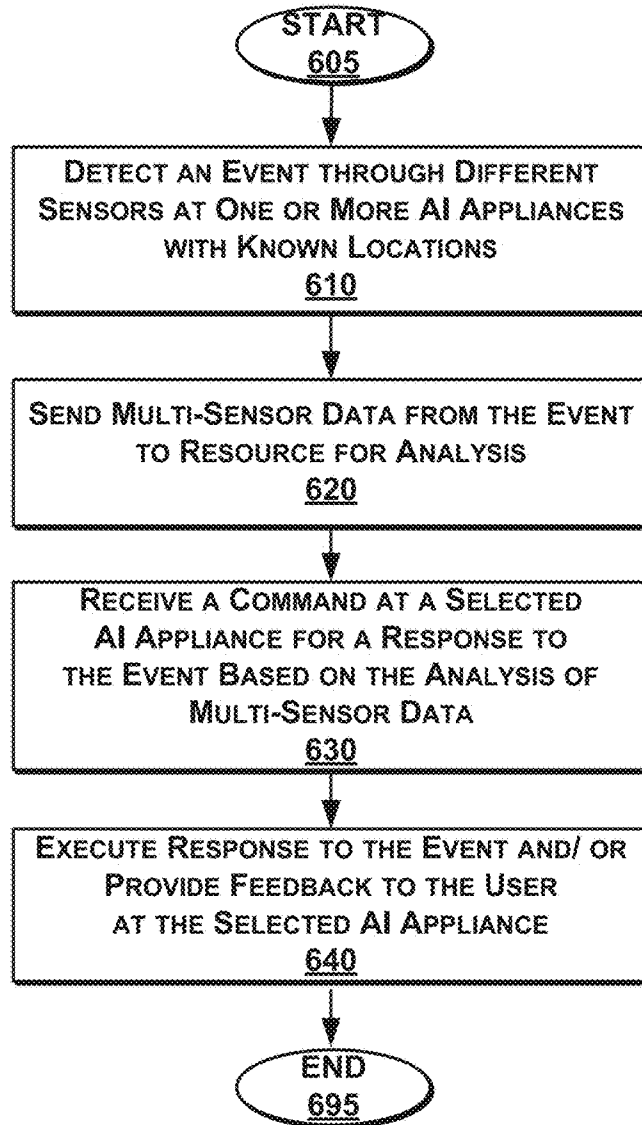 START
605
DETECT AN EVENT THROUGH DIFFERENT
SENSORS AT ONE OR MORE AI APPLIANCES
WITH KNOWN LOCATIONS
610
SEND MULTI-SENSOR DATA FROM THE EVENT
TO RESOURCE FOR ANALYSIS
620
RECEIVE A COMMAND AT A SELECTED
AI APPLIANCE FOR A RESPONSE TO
THE EVENT BASED ON THE ANALYSIS OF
MULTI-SENSOR DATA
630
EXECUTE RESPONSE TO THE EVENT AND/ OR
PROVIDE FEEDBACK TO THE USER
AT THE SELECTED AI APPLIANCE
640
END
695